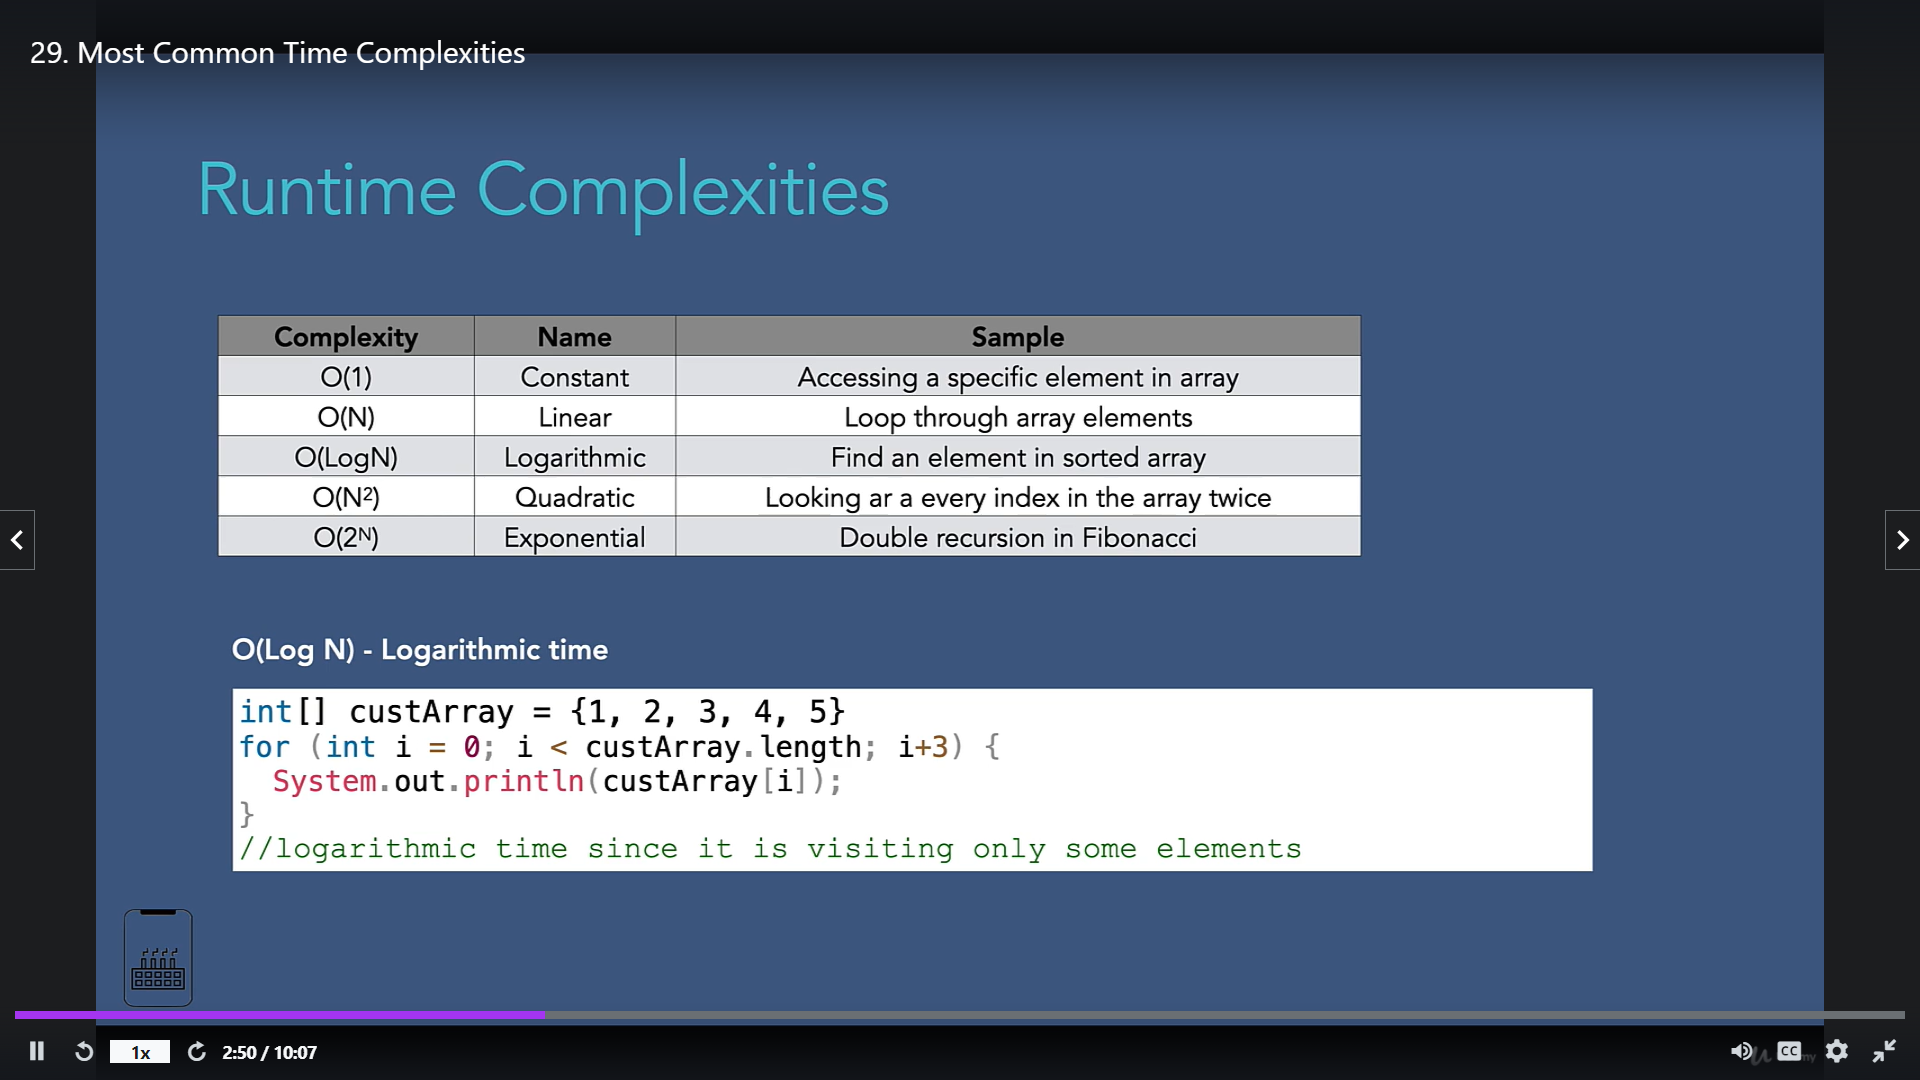 29. Most Common Time Complexities
Runtime Complexities
Complexity Name Sample
O(1) Constant Accessing a specific element in array
O(N) Linear Loop through array elements
O(LogN) Logarithmic Find an element in sorted array
O(N²) Quadratic Looking ar a every index in the array twice
O(2ᴺ) Exponential Double recursion in Fibonacci
O(Log N) - Logarithmic time
int[] custArray = {1, 2, 3, 4, 5}
for (int i = 0; i < custArray.length; i+3) {
System.out.println(custArray[i]);
}
//logarithmic time since it is visiting only some elements
1x 2:50 / 10:07 CC